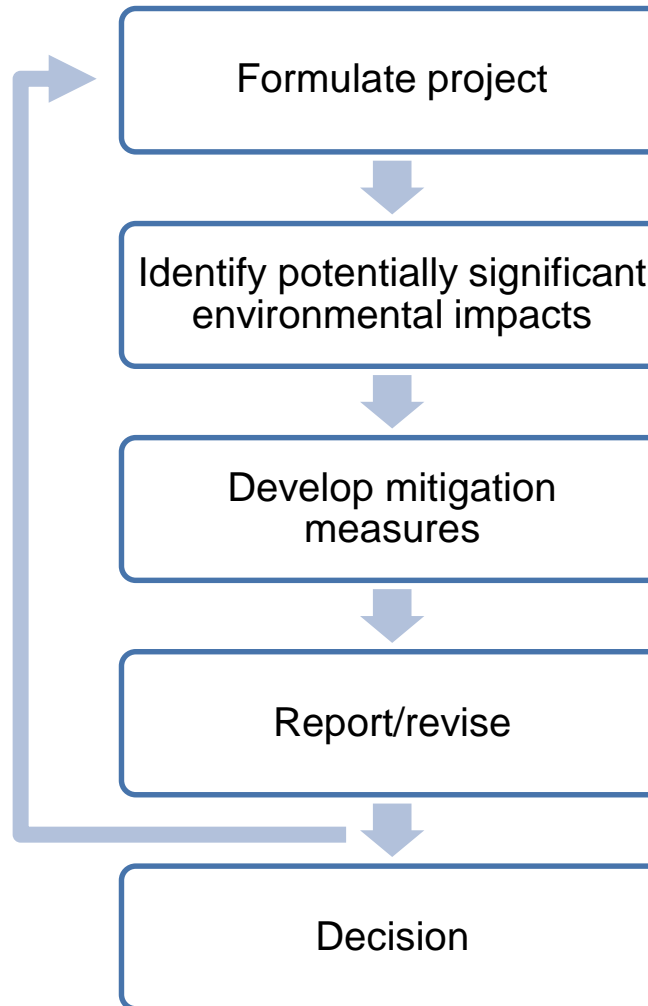 Formulate project
Identify potentially significant
environmental impacts
Develop mitigation
measures
Report/revise
Decision